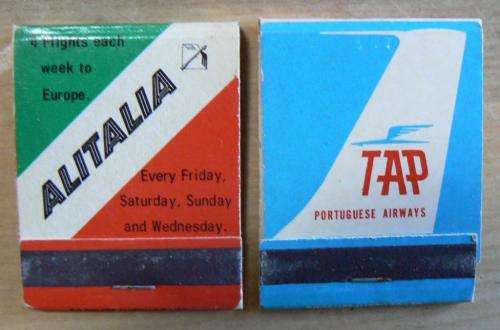 4 Flights each
week to
Europe.
ALITALIA
Every Friday,
Saturday, Sunday
and Wednesday.
TAP
PORTUGUESE AIRWAYS